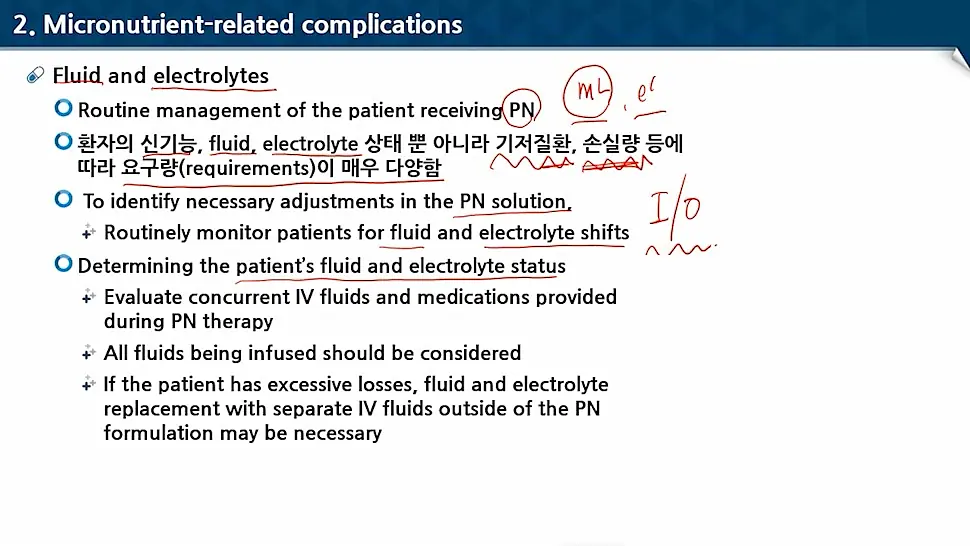 2. Micronutrient-related complications
Fluid and electrolytes
Routine management of the patient receiving PN
mL
환자의 신기능, fluid, electrolyte 상태 뿐 아니라 기저질환, 손실량 등에
따라 요구량(requirements)이 매우 다양함
To identify necessary adjustments in the PN solution,
I/O
Routinely monitor patients for fluid and electrolyte shifts
Determining the patient's fluid and electrolyte status
Evaluate concurrent IV fluids and medications provided
during PN therapy
All fluids being infused should be considered
If the patient has excessive losses, fluid and electrolyte
replacement with separate IV fluids outside of the PN
formulation may be necessary